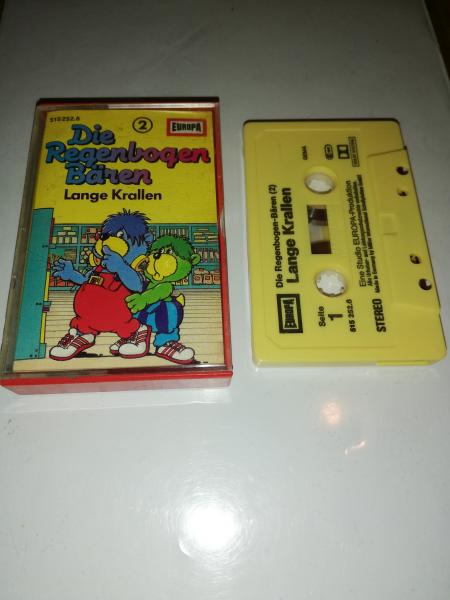 515 252.6
2
EUROPA
Die
Regenbogen
Bären
Lange Krallen
EUROPA
Die Regenbogen-Bären (2)
Lange Krallen
Seite
1
515 252.6
STEREO
Eine Studio EUROPA-Produktion
GEMA